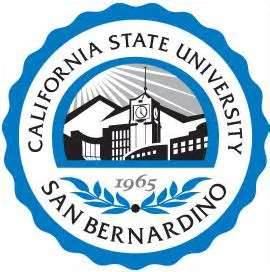 CALIFORNIA STATE UNIVERSITY
1965
SAN BERNARDINO